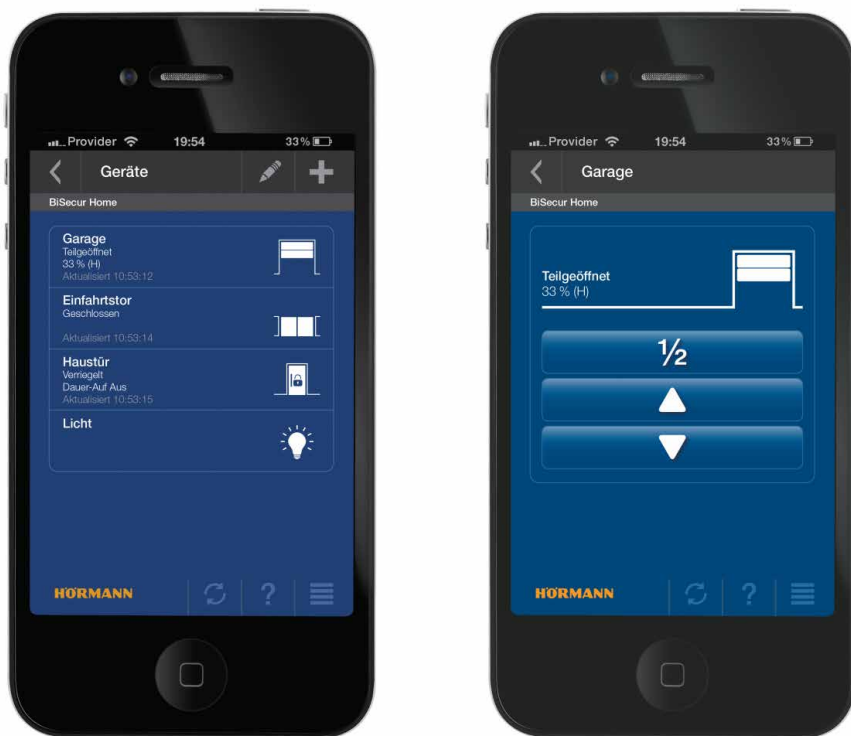 Provider 19:54 33%
Geräte
BiSecur Home
Garage
Teilgeöffnet
33 % (H)
Aktualisiert 10:53:12
Einfahrtstor
Geschlossen
Aktualisiert 10:53:14
Haustür
Verriegelt
Dauer-Auf Aus
Aktualisiert 10:53:15
Licht
HÖRMANN
?
Provider 19:54 33%
Garage
BiSecur Home
Teilgeöffnet
33 % (H)
½
HÖRMANN
?